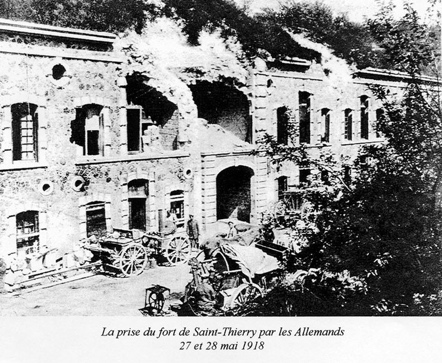 La prise du fort de Saint-Thierry par les Allemands
27 et 28 mai 1918